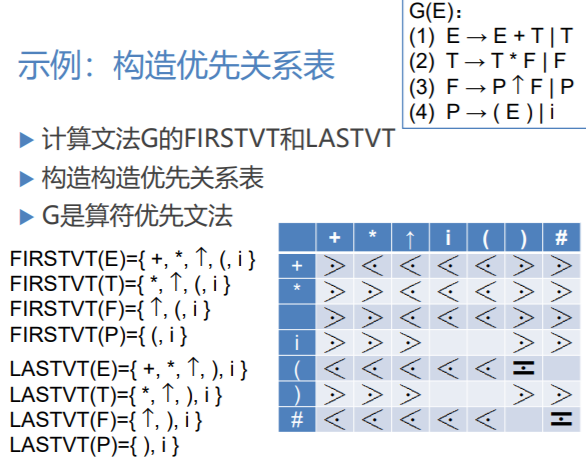 G(E):
(1) E → E + T | T
(2) T → T * F | F
(3) F → P ↑ F | P
(4) P → ( E ) | i
示例：构造优先关系表
计算文法G的FIRSTVT和LASTVT
构造构造优先关系表
G是算符优先文法
FIRSTVT(E)={ +, *, ↑, (, i }
FIRSTVT(T)={ *, ↑, (, i }
FIRSTVT(F)={ ↑, (, i }
FIRSTVT(P)={ (, i }
LASTVT(E)={ +, *, ↑, ), i }
LASTVT(T)={ *, ↑, ), i }
LASTVT(F)={ ↑, ), i }
LASTVT(P)={ ), i }
+ * ↑ i ( ) #
+ ⋗ ⋖ ⋖ ⋖ ⋖ ⋗ ⋗
* ⋗ ⋗ ⋖ ⋖ ⋖ ⋗ ⋗
⋗ ⋗ ⋖ ⋖ ⋖ ⋗ ⋗
i ⋗ ⋗ ⋗ ⋗ ⋗
( ⋖ ⋖ ⋖ ⋖ ⋖ ≖
) ⋗ ⋗ ⋗ ⋗ ⋗
# ⋖ ⋖ ⋖ ⋖ ⋖ ≖